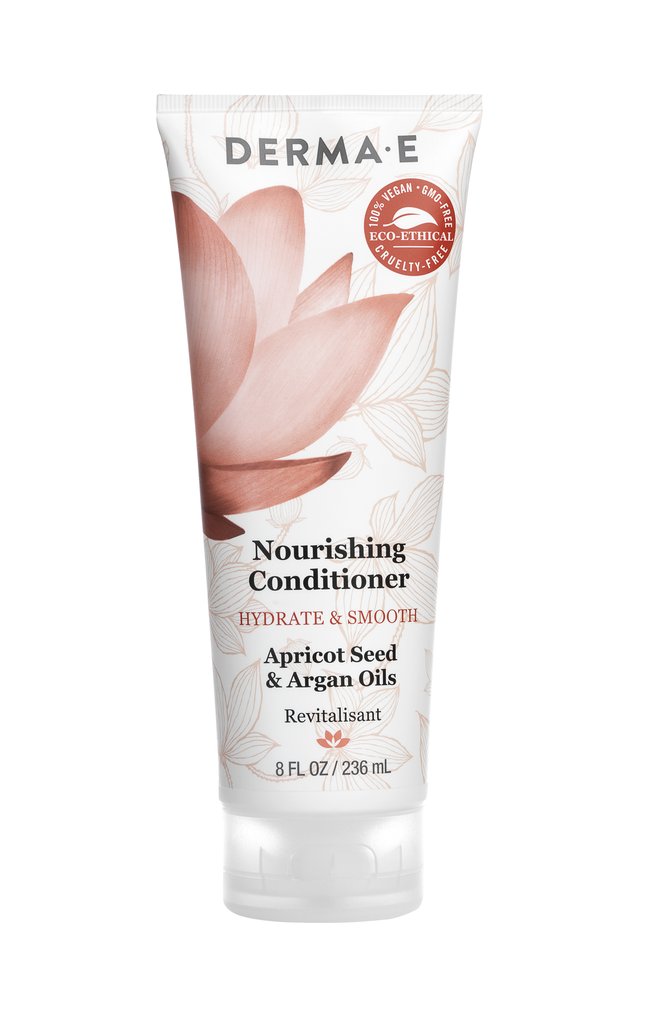 DERMA·E
100% VEGAN • GMO-FREE
ECO-ETHICAL
CRUELTY-FREE
Nourishing
Conditioner
HYDRATE & SMOOTH
Apricot Seed
& Argan Oils
Revitalisant
8 FL OZ / 236 mL